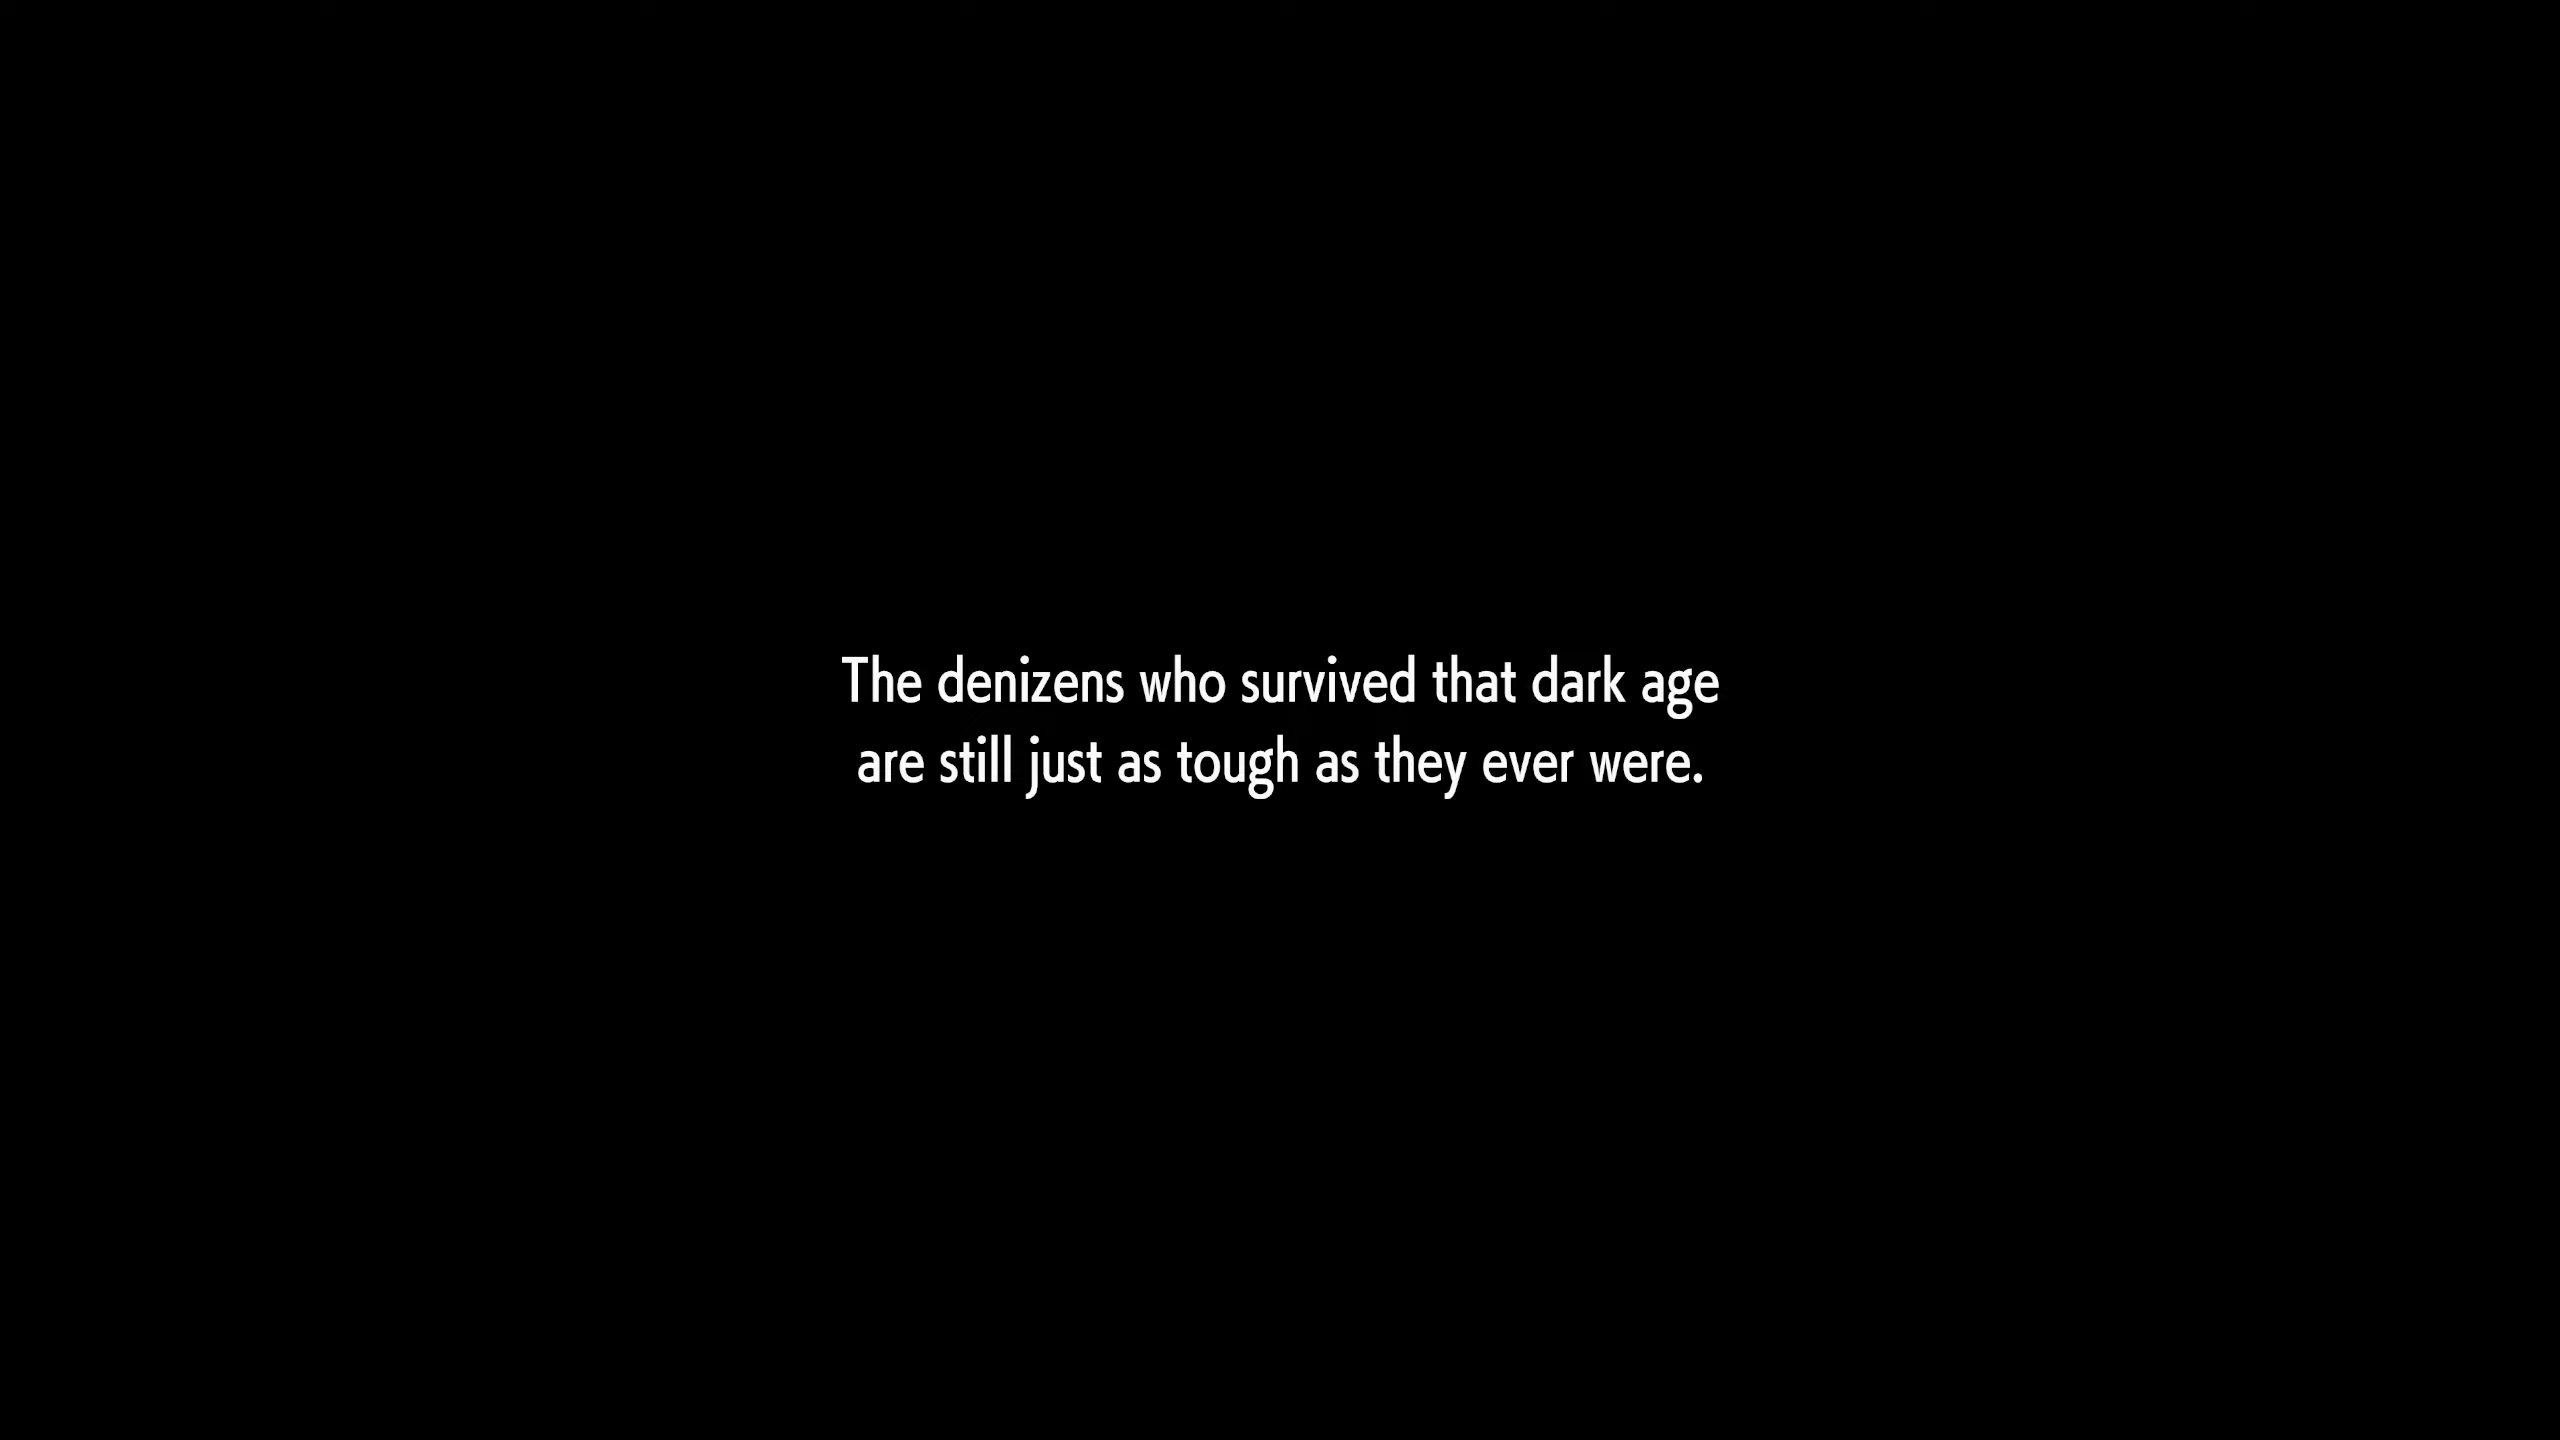 The denizens who survived that dark age
are still just as tough as they ever were.